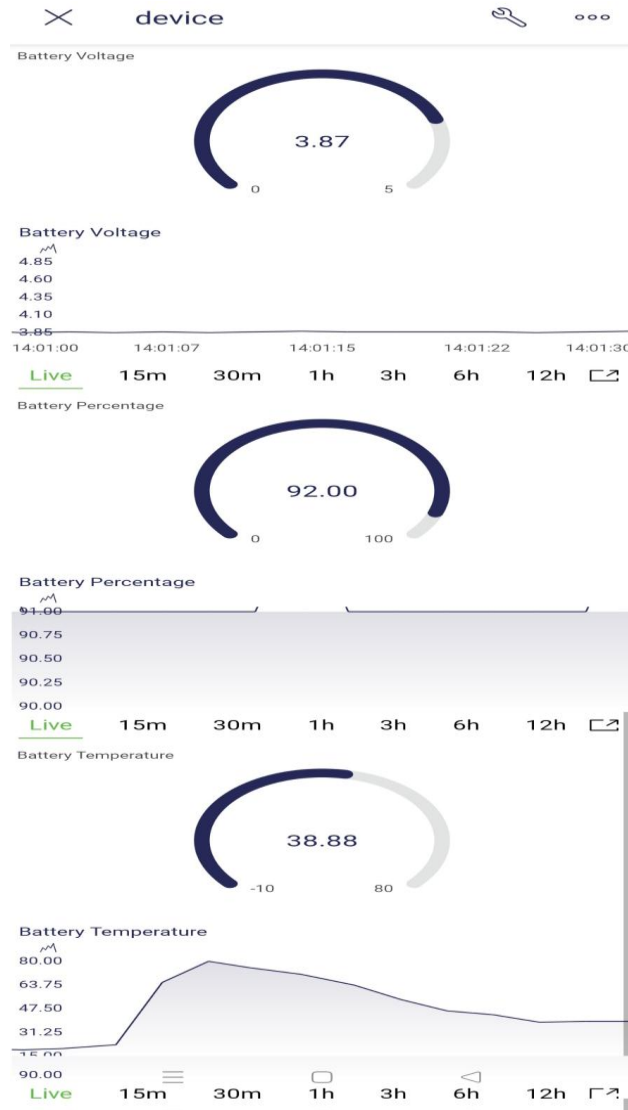 device
Battery Voltage
3.87
0 5
Battery Voltage
4.85
4.60
4.35
4.10
3.85
14:01:00 14:01:07 14:01:15 14:01:22 14:01:30
Live 15m 30m 1h 3h 6h 12h
Battery Percentage
92.00
0 100
Battery Percentage
91.00
90.75
90.50
90.25
90.00
Live 15m 30m 1h 3h 6h 12h
Battery Temperature
38.88
-10 80
Battery Temperature
80.00
63.75
47.50
31.25
15.00
90.00
Live 15m 30m 1h 3h 6h 12h